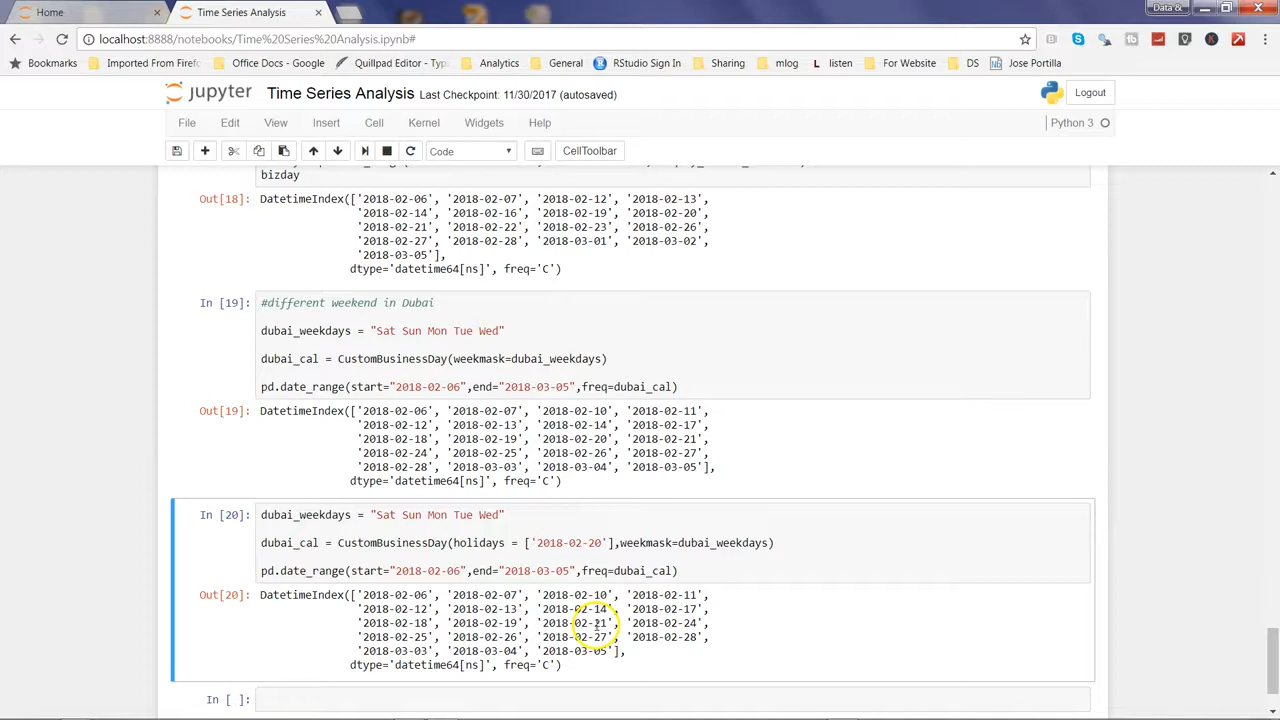 Home
Time Series Analysis
Data &
localhost:8888/notebooks/Time%20Series%20Analysis.ipynb#
Bookmarks Imported From Firef Office Docs - Google Quillpad Editor - Typ Analytics General RStudio Sign In Sharing mlog listen For Website DS Jose Portilla
jupyter Time Series Analysis Last Checkpoint: 11/30/2017 (autosaved) Logout
File Edit View Insert Cell Kernel Widgets Help Python 3
Code CellToolbar
bizday
Out[18]: DatetimeIndex(['2018-02-06', '2018-02-07', '2018-02-12', '2018-02-13',
'2018-02-14', '2018-02-16', '2018-02-19', '2018-02-20',
'2018-02-21', '2018-02-22', '2018-02-23', '2018-02-26',
'2018-02-27', '2018-02-28', '2018-03-01', '2018-03-02',
'2018-03-05'],
dtype='datetime64[ns]', freq='C')
In [19]: #different weekend in Dubai
dubai_weekdays = "Sat Sun Mon Tue Wed"
dubai_cal = CustomBusinessDay(weekmask=dubai_weekdays)
pd.date_range(start="2018-02-06",end="2018-03-05",freq=dubai_cal)
Out[19]: DatetimeIndex(['2018-02-06', '2018-02-07', '2018-02-10', '2018-02-11',
'2018-02-12', '2018-02-13', '2018-02-14', '2018-02-17',
'2018-02-18', '2018-02-19', '2018-02-20', '2018-02-21',
'2018-02-24', '2018-02-25', '2018-02-26', '2018-02-27',
'2018-02-28', '2018-03-03', '2018-03-04', '2018-03-05'],
dtype='datetime64[ns]', freq='C')
In [20]: dubai_weekdays = "Sat Sun Mon Tue Wed"
dubai_cal = CustomBusinessDay(holidays = ['2018-02-20'],weekmask=dubai_weekdays)
pd.date_range(start="2018-02-06",end="2018-03-05",freq=dubai_cal)
Out[20]: DatetimeIndex(['2018-02-06', '2018-02-07', '2018-02-10', '2018-02-11',
'2018-02-12', '2018-02-13', '2018-02-14', '2018-02-17',
'2018-02-18', '2018-02-19', '2018-02-21', '2018-02-24',
'2018-02-25', '2018-02-26', '2018-02-27', '2018-02-28',
'2018-03-03', '2018-03-04', '2018-03-05'],
dtype='datetime64[ns]', freq='C')
In [ ]: